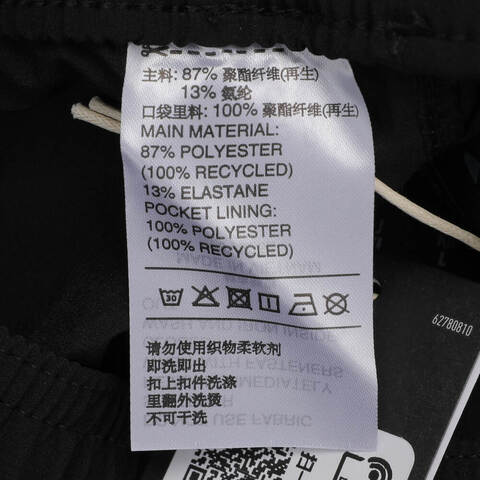 主料: 87% 聚酯纤维(再生)
13% 氨纶
口袋里料: 100% 聚酯纤维(再生)
MAIN MATERIAL:
87% POLYESTER
(100% RECYCLED)
13% ELASTANE
POCKET LINING:
100% POLYESTER
(100% RECYCLED)
30
请勿使用织物柔软剂
即洗即出
扣上扣件洗涤
里翻外洗烫
不可干洗
62780810
扫一